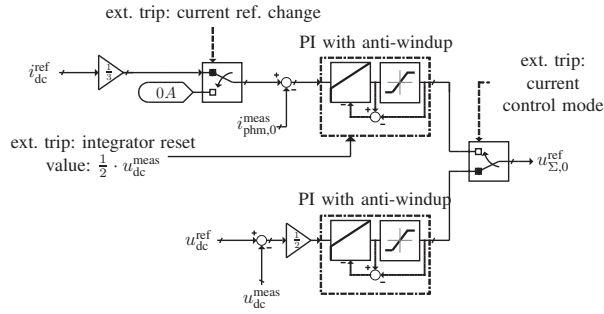 ext. trip: current ref. change
PI with anti-windup
ext. trip:
current
control mode
i_dc^ref
1/3
0A
+
−
+
−
i_phm,0^meas
ext. trip: integrator reset
value: 1/2 · u_dc^meas
u_Σ,0^ref
PI with anti-windup
u_dc^ref
+
−
1/2
+
−
u_dc^meas